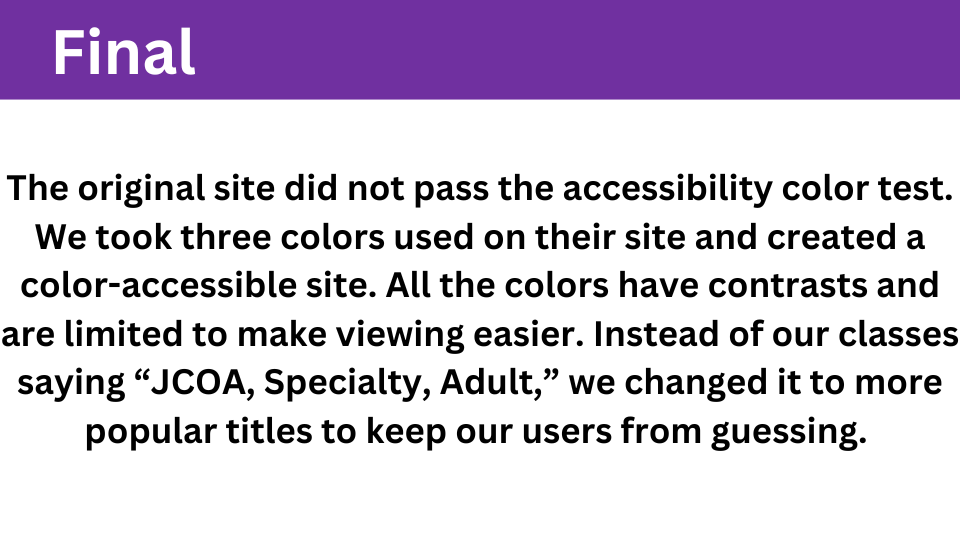 Final
The original site did not pass the accessibility color test.
We took three colors used on their site and created a
color-accessible site. All the colors have contrasts and
are limited to make viewing easier. Instead of our classes
saying “JCOA, Specialty, Adult,” we changed it to more
popular titles to keep our users from guessing.